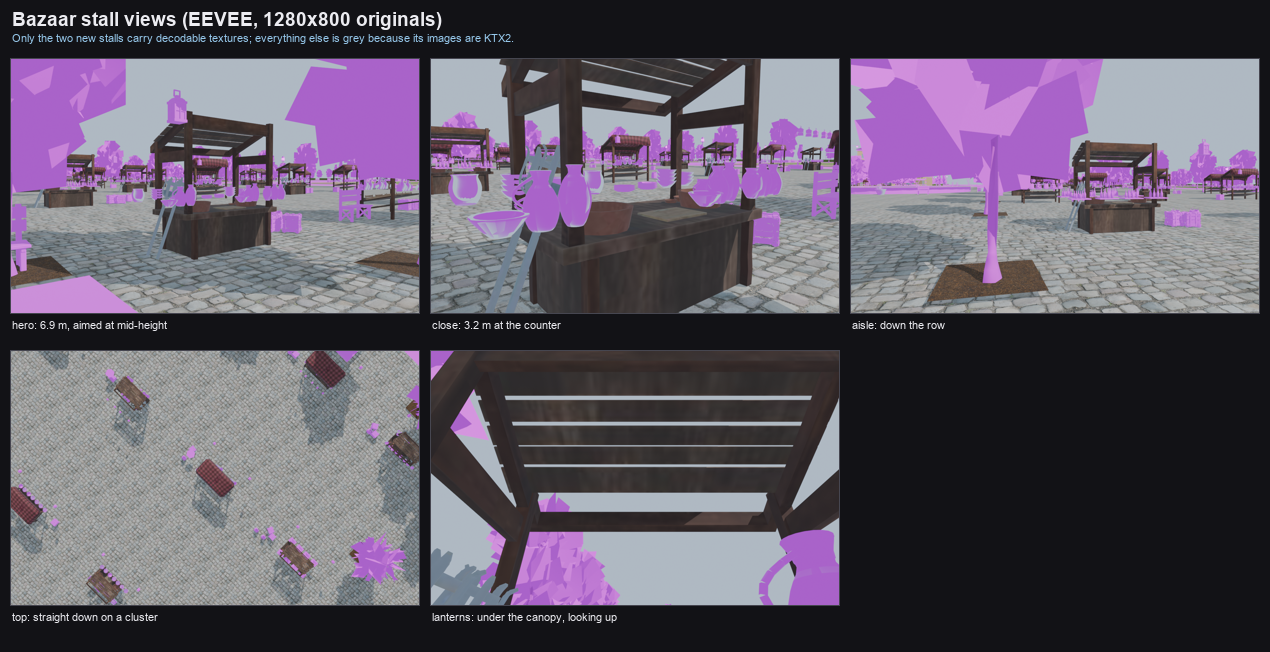 Bazaar stall views (EEVEE, 1280x800 originals)
Only the two new stalls carry decodable textures; everything else is grey because its images are KTX2.
hero: 6.9 m, aimed at mid-height
close: 3.2 m at the counter
aisle: down the row
top: straight down on a cluster
lanterns: under the canopy, looking up